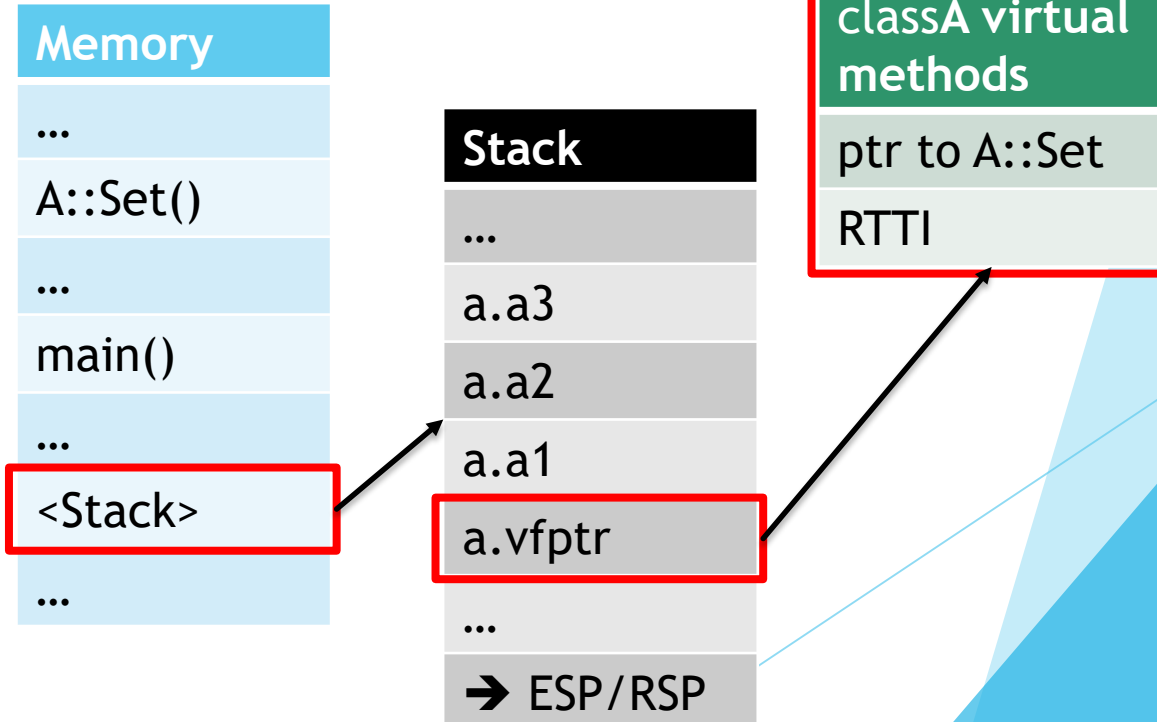 Memory
…
A::Set()
…
main()
…
<Stack>
…
Stack
…
a.a3
a.a2
a.a1
a.vfptr
…
➔ ESP/RSP
classA virtual
methods
ptr to A::Set
RTTI